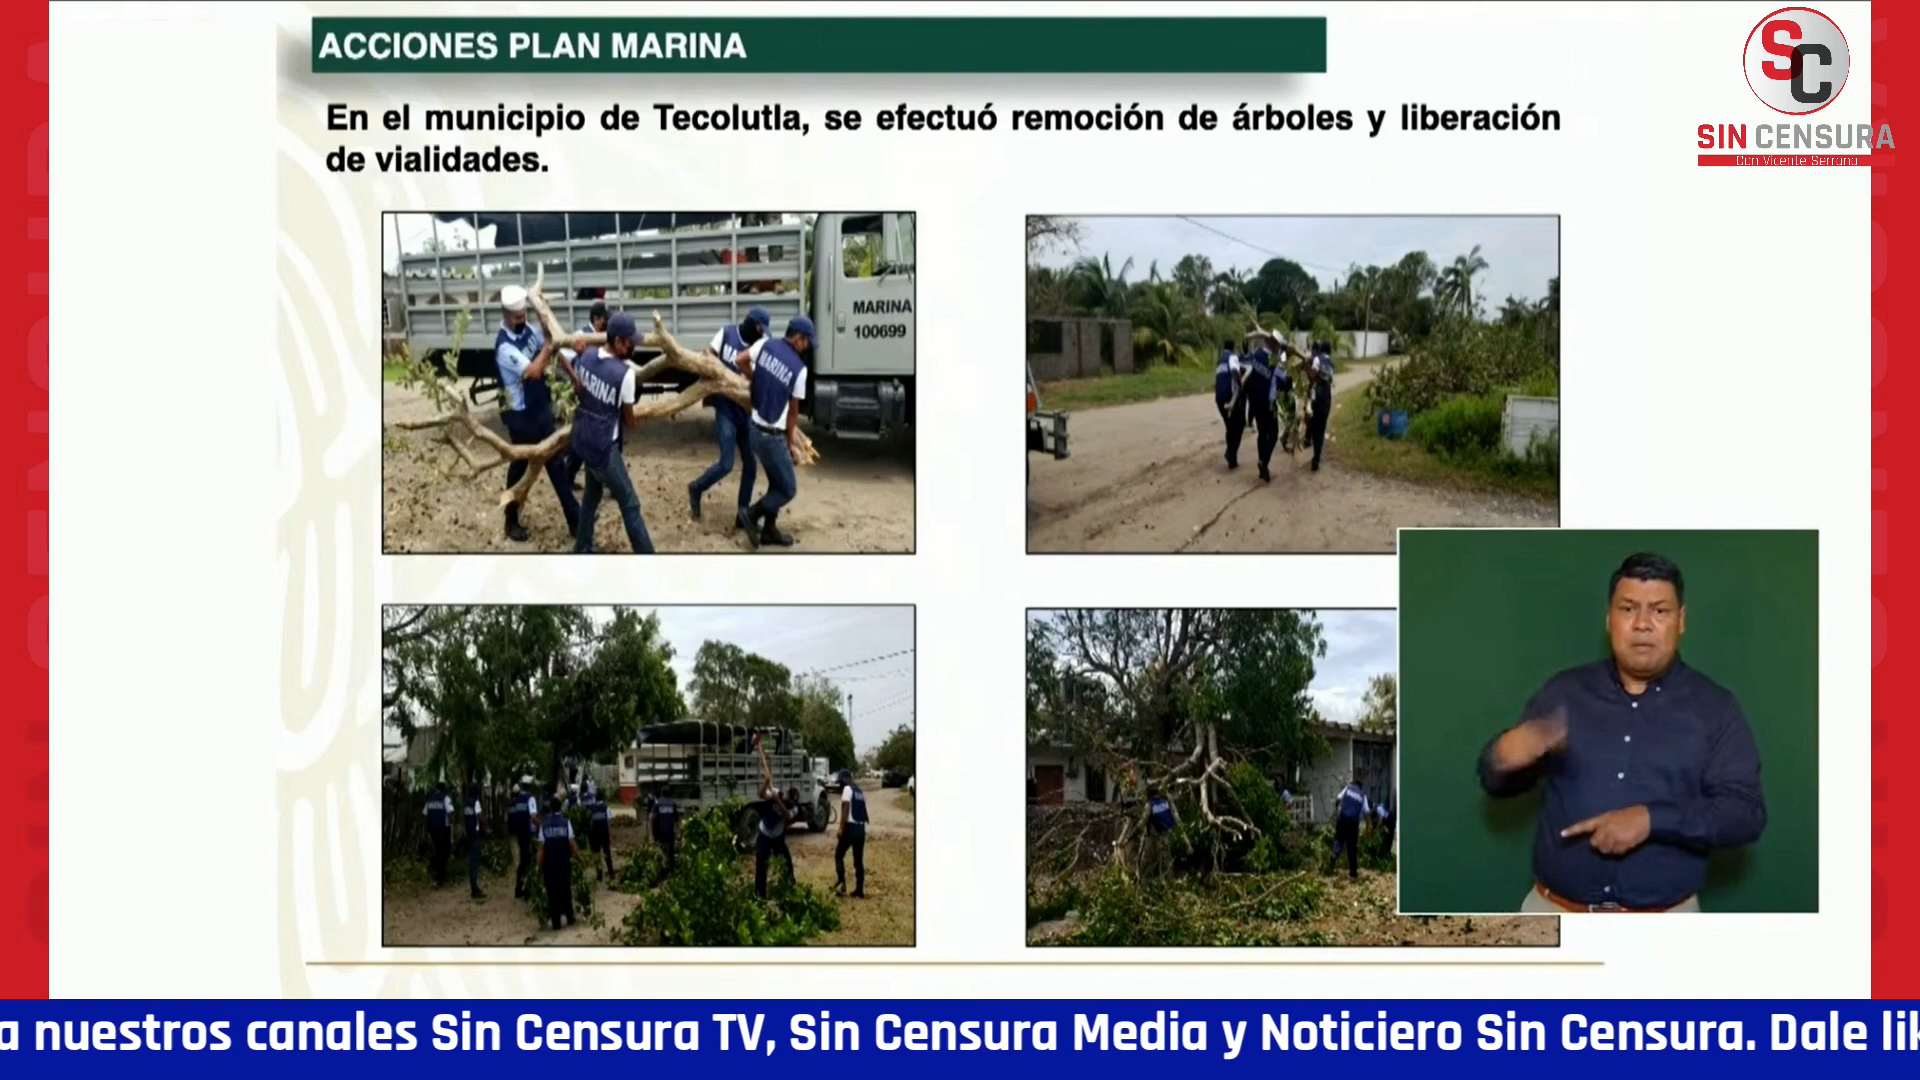 ACCIONES PLAN MARINA
En el municipio de Tecolutla, se efectuó remoción de árboles y liberación
de vialidades.
SC
SIN CENSURA
Con Vicente Serrano
MARINA
100699
MARINA
MARINA
a nuestros canales Sin Censura TV, Sin Censura Media y Noticiero Sin Censura. Dale lik